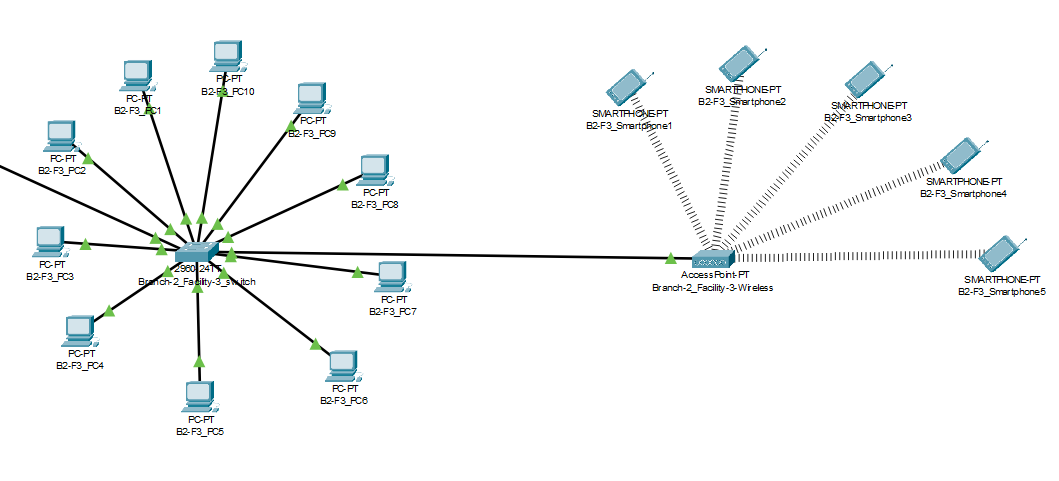 PC-PT
B2-F3_PC10
PC-PT
B2-F3_PC1
PC-PT
B2-F3_PC9
PC-PT
B2-F3_PC2
PC-PT
B2-F3_PC8
PC-PT
B2-F3_PC3
2960-24TT
Branch-2_Facility-3_switch
PC-PT
B2-F3_PC7
PC-PT
B2-F3_PC4
PC-PT
B2-F3_PC6
PC-PT
B2-F3_PC5
SMARTPHONE-PT
B2-F3_Smartphone1
SMARTPHONE-PT
B2-F3_Smartphone2
SMARTPHONE-PT
B2-F3_Smartphone3
SMARTPHONE-PT
B2-F3_Smartphone4
SMARTPHONE-PT
B2-F3_Smartphone5
AccessPoint-PT
Branch-2_Facility-3-Wireless